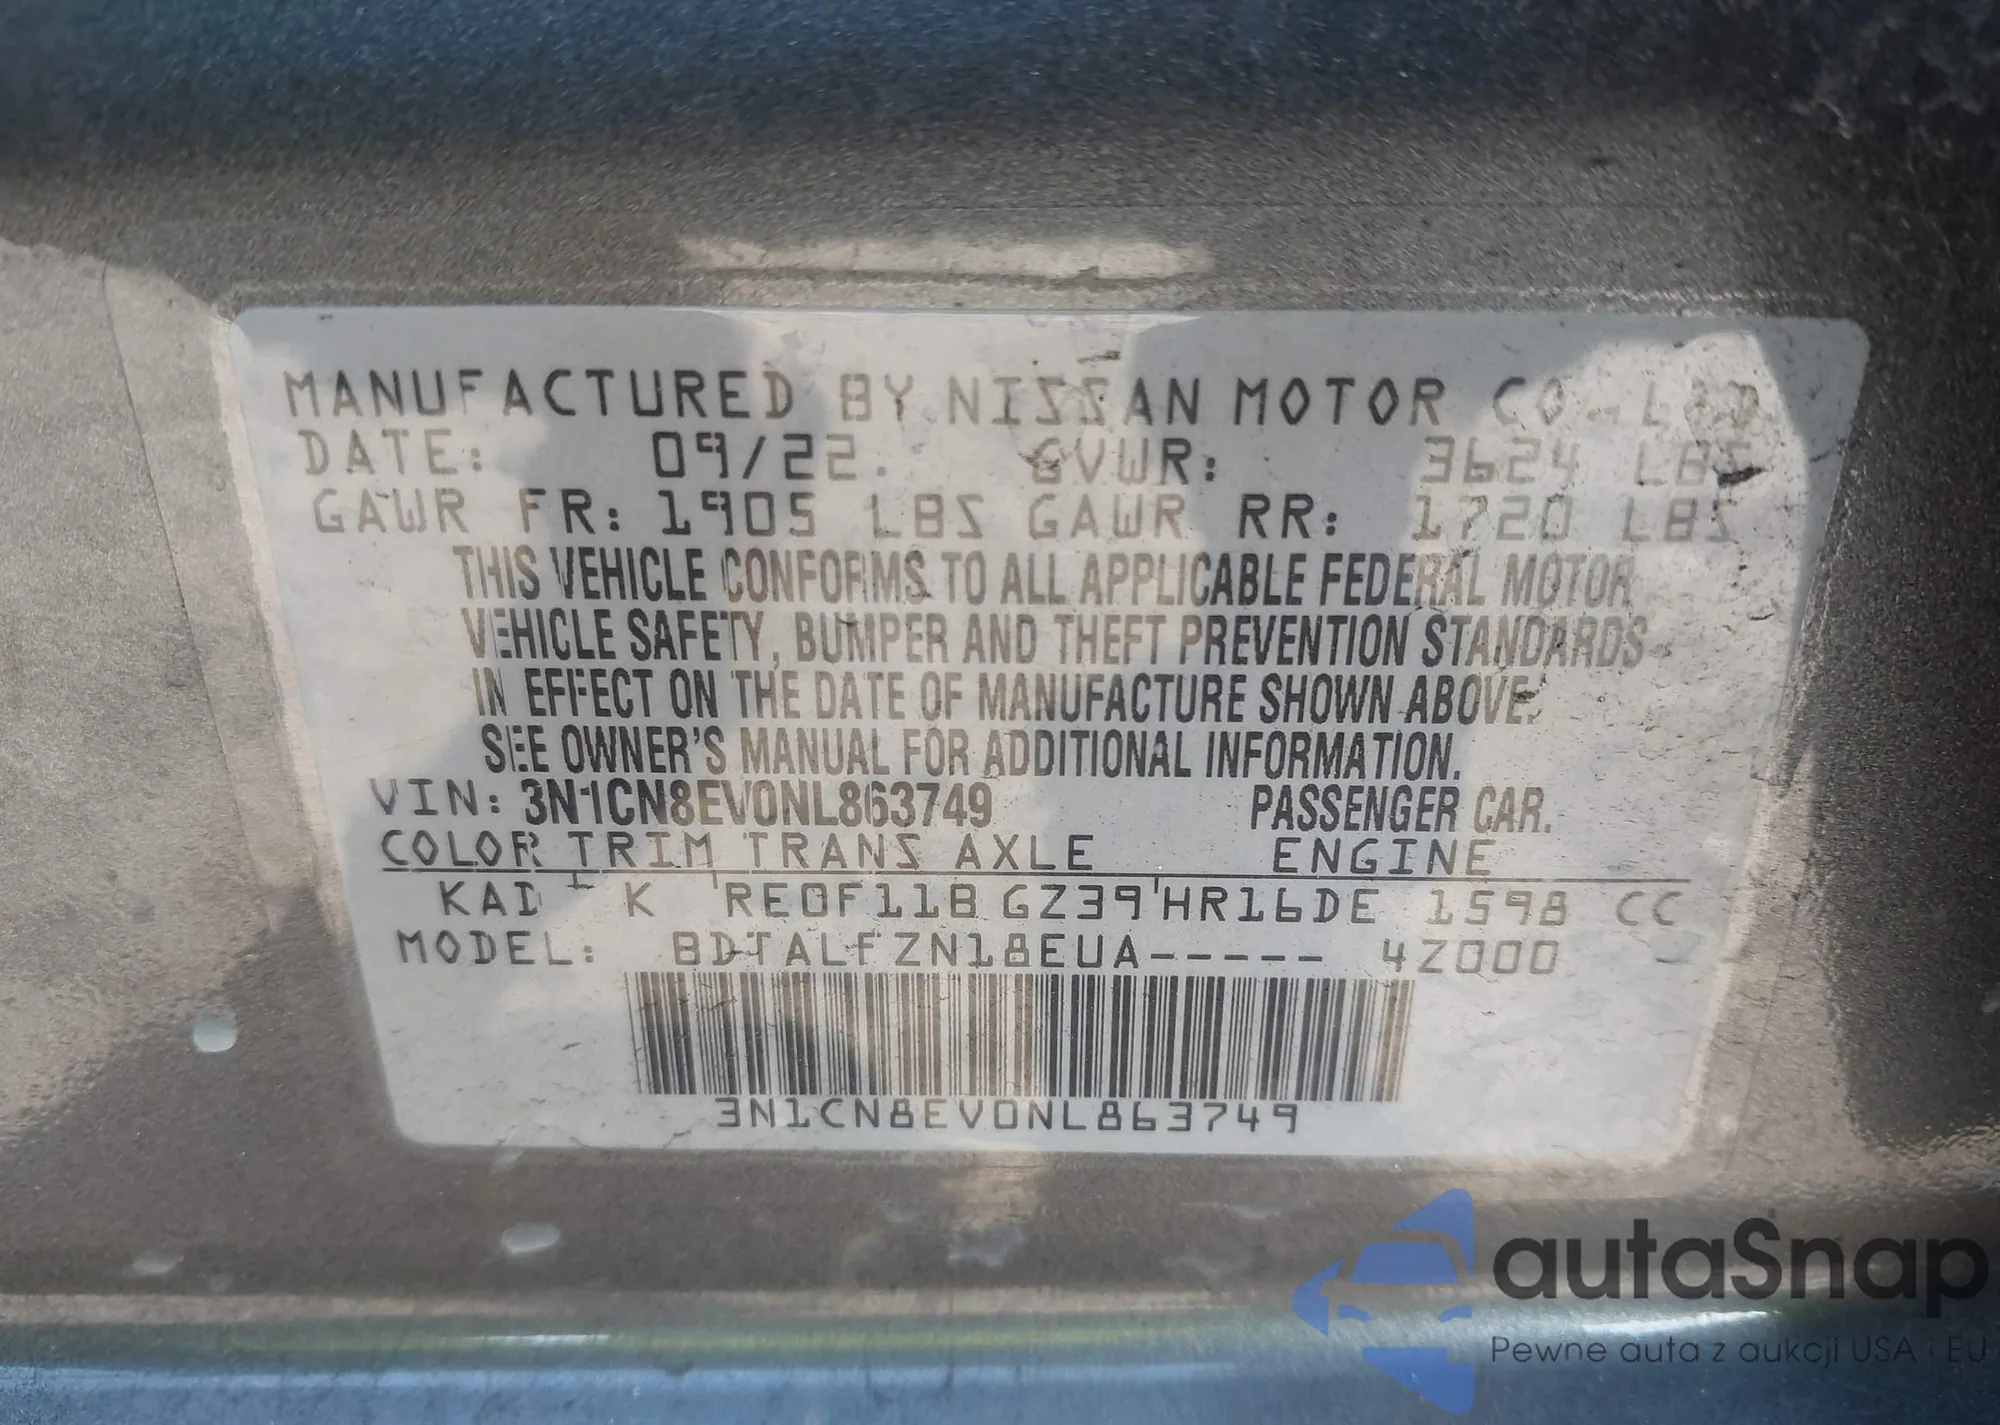 MANUFACTURED BY NISSAN MOTOR CO., LTD
DATE: 09/22. GVWR: 3624 LBS
GAWR FR: 1905 LBS GAWR RR: 1720 LBS
THIS VEHICLE CONFORMS TO ALL APPLICABLE FEDERAL MOTOR
VEHICLE SAFETY, BUMPER AND THEFT PREVENTION STANDARDS
IN EFFECT ON THE DATE OF MANUFACTURE SHOWN ABOVE.
SEE OWNER'S MANUAL FOR ADDITIONAL INFORMATION.
VIN: 3N1CN8EV0NL863749 PASSENGER CAR.
COLOR TRIM TRANS AXLE ENGINE
KAD K RE0F11B GZ39 HR16DE 1598 CC
MODEL: BDTALFZN18EUA----- 4Z000
3N1CN8EV0NL863749
autaSnap
Pewne auta z aukcji USA i EU